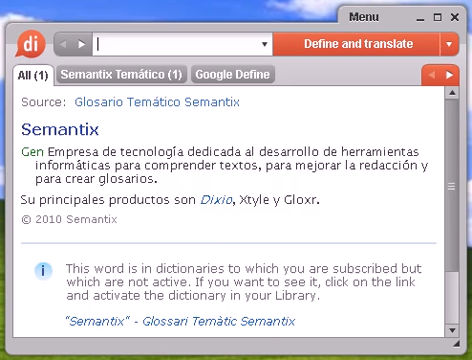 Menu
di
Define and translate
All (1)
Semantix Temático (1)
Google Define
Source: Glosario Temático Semantix
Semantix
Gen Empresa de tecnología dedicada al desarrollo de herramientas
informáticas para comprender textos, para mejorar la redacción y
para crear glosarios.
Su principales productos son Dixio, Xtyle y Gloxr.
© 2010 Semantix
i
This word is in dictionaries to which you are subscribed but
which are not active. If you want to see it, click on the link
and activate the dictionary in your Library.
"Semantix" - Glossari Temàtic Semantix